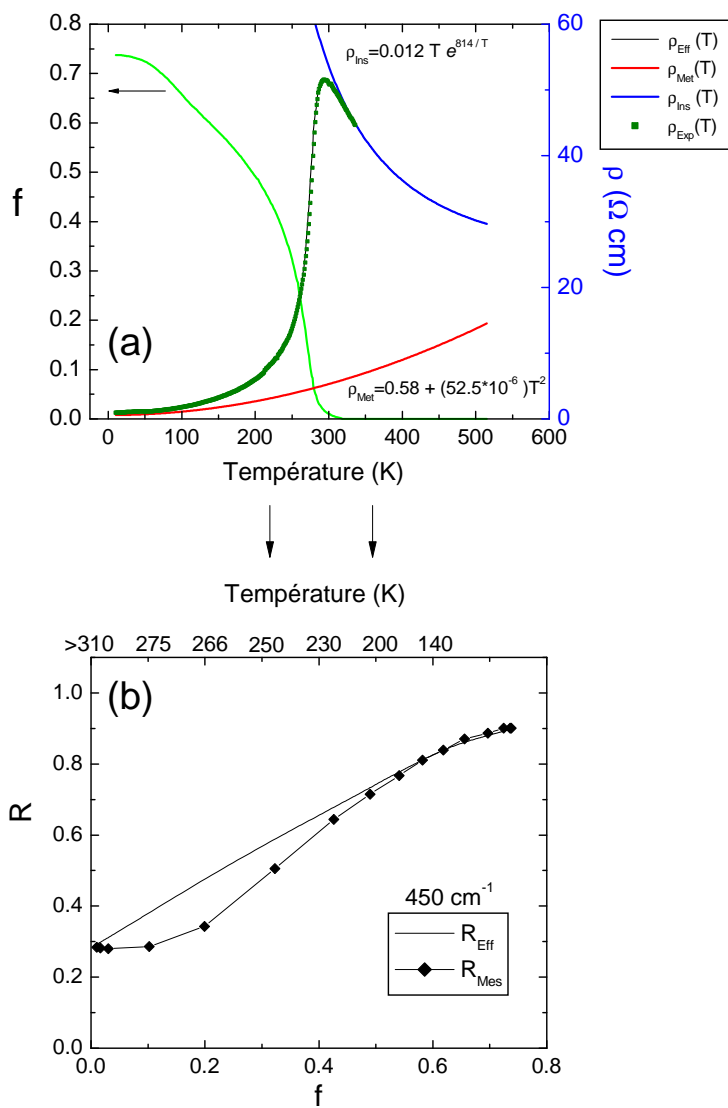 0.8
0.7
0.6
0.5
0.4
0.3
0.2
0.1
0.0
f
(a)
ρIns=0.012 T e814 / T
ρMet=0.58 + (52.5*10-6 )T2
60
40
20
0
ρ (Ω cm)
0 100 200 300 400 500 600
Température (K)
ρEff (T)
ρMet(T)
ρIns (T)
ρExp(T)
Température (K)
>310 275 266 250 230 200 140
(b)
1.0
0.8
0.6
0.4
0.2
0.0
R
450 cm-1
REff
RMes
0.0 0.2 0.4 0.6 0.8
f